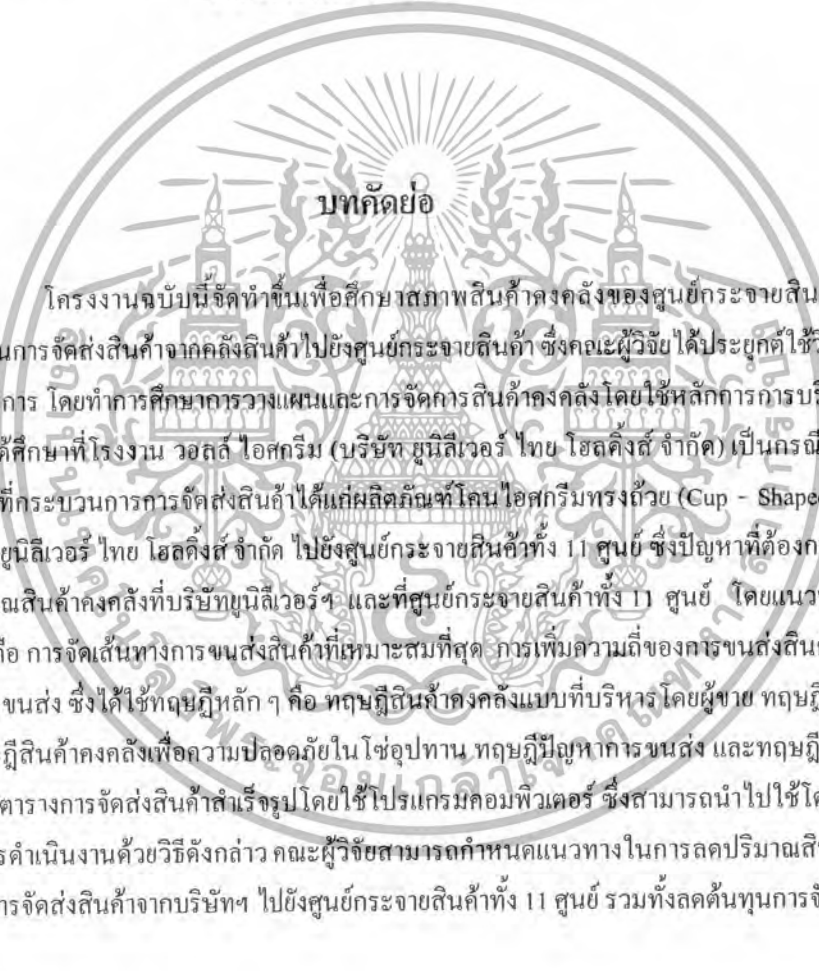 บทคัดย่อ
โครงงานฉบับนี้จัดทำขึ้นเพื่อศึกษาสภาพสินค้าคงคลังของศูนย์กระจายสิน
นการจัดส่งสินค้าจากคลังสินค้าไปยังศูนย์กระจายสินค้า ซึ่งคณะผู้วิจัยได้ประยุกต์ใช้วิ
การ โดยทำการศึกษาการวางแผนและการจัดการสินค้าคงคลังโดยใช้หลักการการบริ
ด้ศึกษาที่โรงงาน วอลล์ ไอศกรีม (บริษัท ยูนิลีเวอร์ ไทย โฮลดิ้งส์ จำกัด) เป็นกรณี
ที่กระบวนการการจัดส่งสินค้าได้แก่ผลิตภัณฑ์โคนไอศกรีมทรงถ้วย (Cup - Shaped
ยูนิลีเวอร์ ไทย โฮลดิ้งส์ จำกัด ไปยังศูนย์กระจายสินค้าทั้ง 11 ศูนย์ ซึ่งปัญหาที่ต้องก
ณสินค้าคงคลังที่บริษัทยูนิลีเวอร์ฯ และที่ศูนย์กระจายสินค้าทั้ง 11 ศูนย์ โดยแนว
คือ การจัดเส้นทางการขนส่งสินค้าที่เหมาะสมที่สุด การเพิ่มความถี่ของการขนส่งสิน
ขนส่ง ซึ่งได้ใช้ทฤษฎีหลัก ๆ คือ ทฤษฎีสินค้าคงคลังแบบที่บริหารโดยผู้ขาย ทฤษฎี
ฎีสินค้าคงคลังเพื่อความปลอดภัยในโซ่อุปทาน ทฤษฎีปัญหาการขนส่ง และทฤษฎี
ตารางการจัดส่งสินค้าสำเร็จรูปโดยใช้โปรแกรมคอมพิวเตอร์ ซึ่งสามารถนำไปใช้โด
รดำเนินงานด้วยวิธีดังกล่าว คณะผู้วิจัยสามารถกำหนดแนวทางในการลดปริมาณสิ
ารจัดส่งสินค้าจากบริษัทฯ ไปยังศูนย์กระจายสินค้าทั้ง 11 ศูนย์ รวมทั้งลดต้นทุนการจั